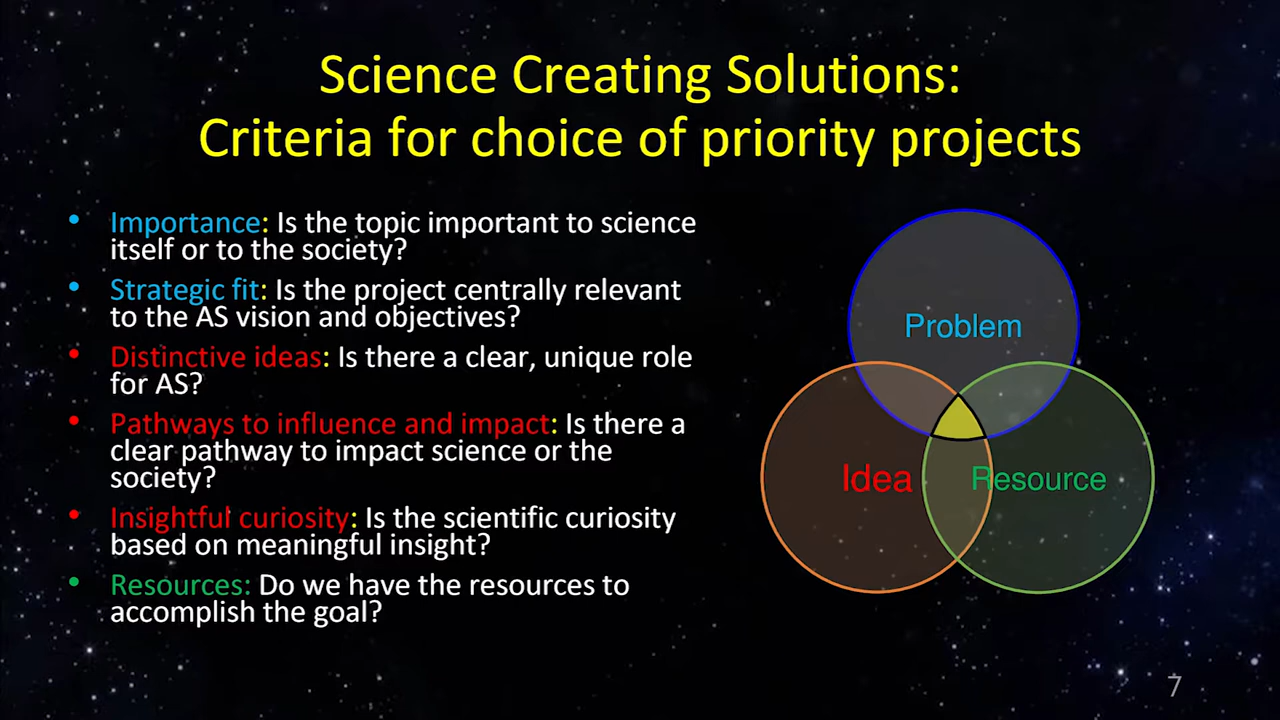 Science Creating Solutions:
Criteria for choice of priority projects
• Importance: Is the topic important to science
itself or to the society?
• Strategic fit: Is the project centrally relevant
to the AS vision and objectives?
• Distinctive ideas: Is there a clear, unique role
for AS?
• Pathways to influence and impact: Is there a
clear pathway to impact science or the
society?
• Insightful curiosity: Is the scientific curiosity
based on meaningful insight?
• Resources: Do we have the resources to
accomplish the goal?
Problem
Idea
Resource
7